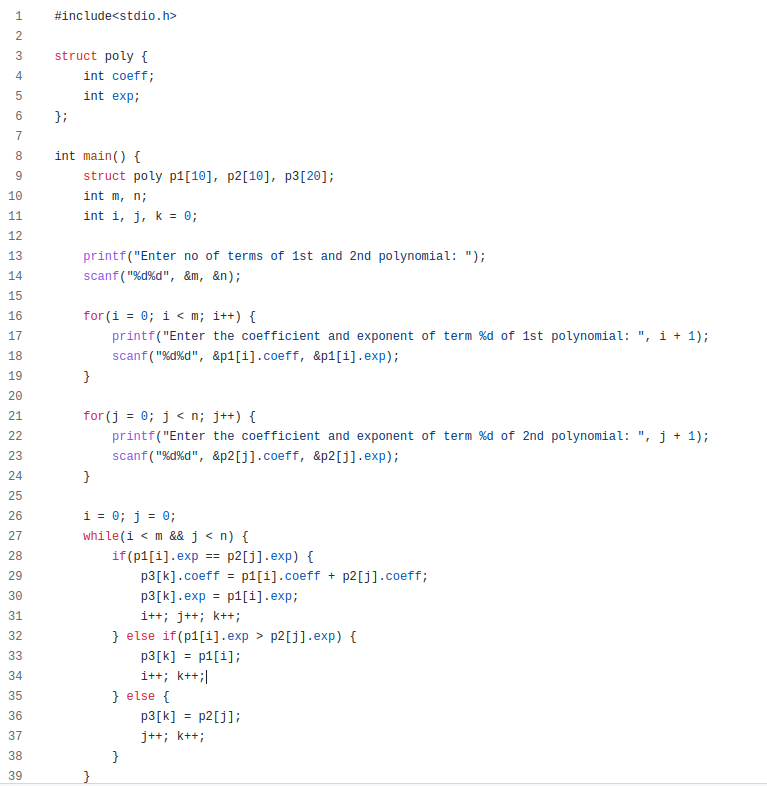 1 #include<stdio.h>
2
3 struct poly {
4     int coeff;
5     int exp;
6 };
7
8 int main() {
9     struct poly p1[10], p2[10], p3[20];
10     int m, n;
11     int i, j, k = 0;
12
13     printf("Enter no of terms of 1st and 2nd polynomial: ");
14     scanf("%d%d", &m, &n);
15
16     for(i = 0; i < m; i++) {
17         printf("Enter the coefficient and exponent of term %d of 1st polynomial: ", i + 1);
18         scanf("%d%d", &p1[i].coeff, &p1[i].exp);
19     }
20
21     for(j = 0; j < n; j++) {
22         printf("Enter the coefficient and exponent of term %d of 2nd polynomial: ", j + 1);
23         scanf("%d%d", &p2[j].coeff, &p2[j].exp);
24     }
25
26     i = 0; j = 0;
27     while(i < m && j < n) {
28         if(p1[i].exp == p2[j].exp) {
29             p3[k].coeff = p1[i].coeff + p2[j].coeff;
30             p3[k].exp = p1[i].exp;
31             i++; j++; k++;
32         } else if(p1[i].exp > p2[j].exp) {
33             p3[k] = p1[i];
34             i++; k++;
35         } else {
36             p3[k] = p2[j];
37             j++; k++;
38         }
39     }